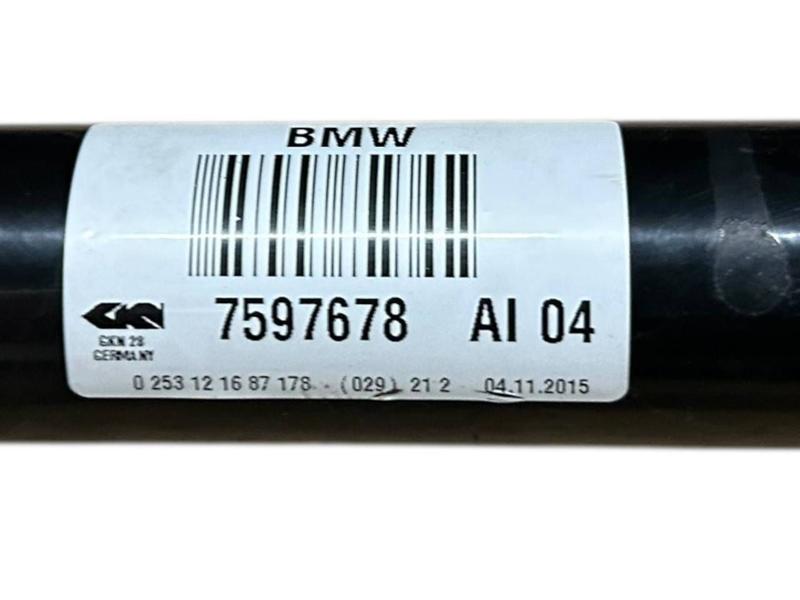 BMW
GKN
7597678 AI 04
GKN 28
GERMANY
0 253 12 16 87 178 - (029) 21 2 04.11.2015